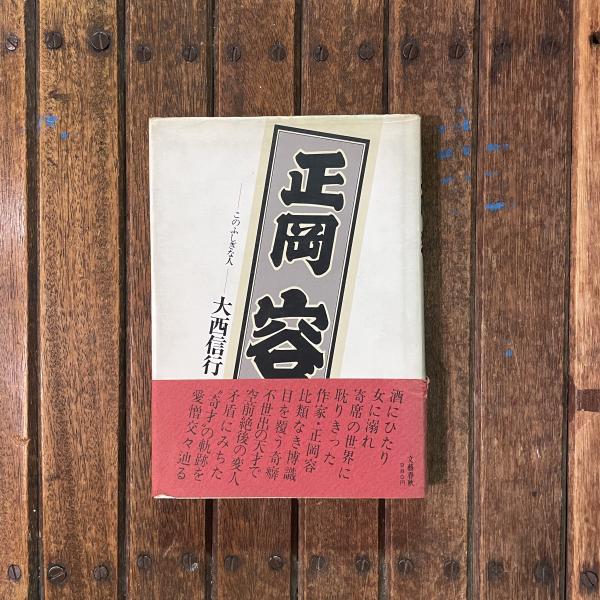 正岡容
――このふしぎな人――
大西信行
酒にひたり
女に溺れ
寄席の世界に
耽りきった
作家・正岡容
比類なき博識
目を覆う奇癖
不世出の天才で
空前絶後の変人
矛盾にみちた
“奇才”の軌跡を
愛憎交々辿る
文藝春秋
980円